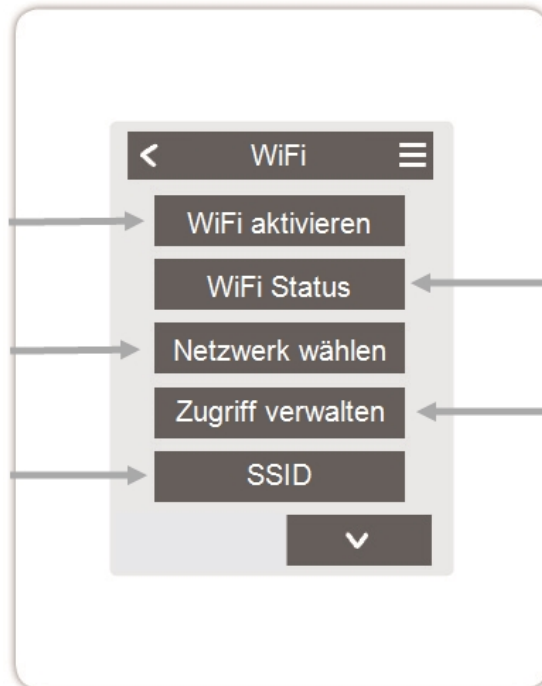 WiFi
WiFi aktivieren
WiFi Status
Netzwerk wählen
Zugriff verwalten
SSID